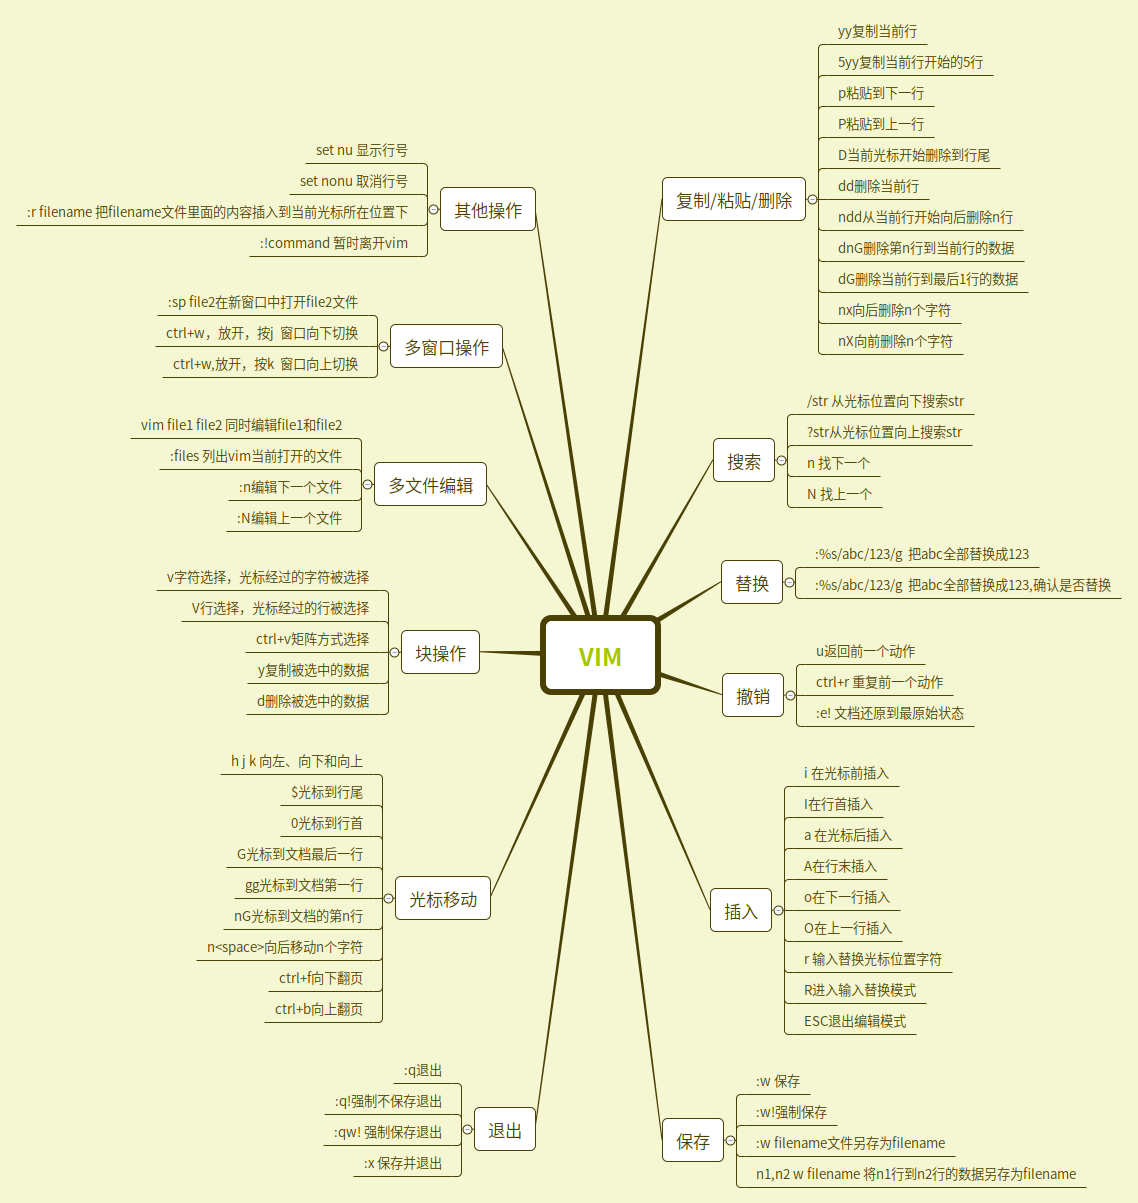 VIM
复制/粘贴/删除
yy复制当前行
5yy复制当前行开始的5行
p粘贴到下一行
P粘贴到上一行
D当前光标开始删除到行尾
dd删除当前行
ndd从当前行开始向后删除n行
dnG删除第n行到当前行的数据
dG删除当前行到最后1行的数据
nx向后删除n个字符
nX向前删除n个字符
搜索
/str 从光标位置向下搜索str
?str从光标位置向上搜索str
n 找下一个
N 找上一个
替换
:%s/abc/123/g 把abc全部替换成123
:%s/abc/123/g 把abc全部替换成123,确认是否替换
撤销
u返回前一个动作
ctrl+r 重复前一个动作
:e! 文档还原到最原始状态
插入
i 在光标前插入
I在行首插入
a 在光标后插入
A在行末插入
o在下一行插入
O在上一行插入
r 输入替换光标位置字符
R进入输入替换模式
ESC退出编辑模式
保存
:w 保存
:w!强制保存
:w filename文件另存为filename
n1,n2 w filename 将n1行到n2行的数据另存为filename
其他操作
set nu 显示行号
set nonu 取消行号
:r filename 把filename文件里面的内容插入到当前光标所在位置下
:!command 暂时离开vim
多窗口操作
:sp file2在新窗口中打开file2文件
ctrl+w，放开，按j 窗口向下切换
ctrl+w,放开，按k 窗口向上切换
多文件编辑
vim file1 file2 同时编辑file1和file2
:files 列出vim当前打开的文件
:n编辑下一个文件
:N编辑上一个文件
块操作
v字符选择，光标经过的字符被选择
V行选择，光标经过的行被选择
ctrl+v矩阵方式选择
y复制被选中的数据
d删除被选中的数据
光标移动
h j k 向左、向下和向上
$光标到行尾
0光标到行首
G光标到文档最后一行
gg光标到文档第一行
nG光标到文档的第n行
n<space>向后移动n个字符
ctrl+f向下翻页
ctrl+b向上翻页
退出
:q退出
:q!强制不保存退出
:qw! 强制保存退出
:x 保存并退出